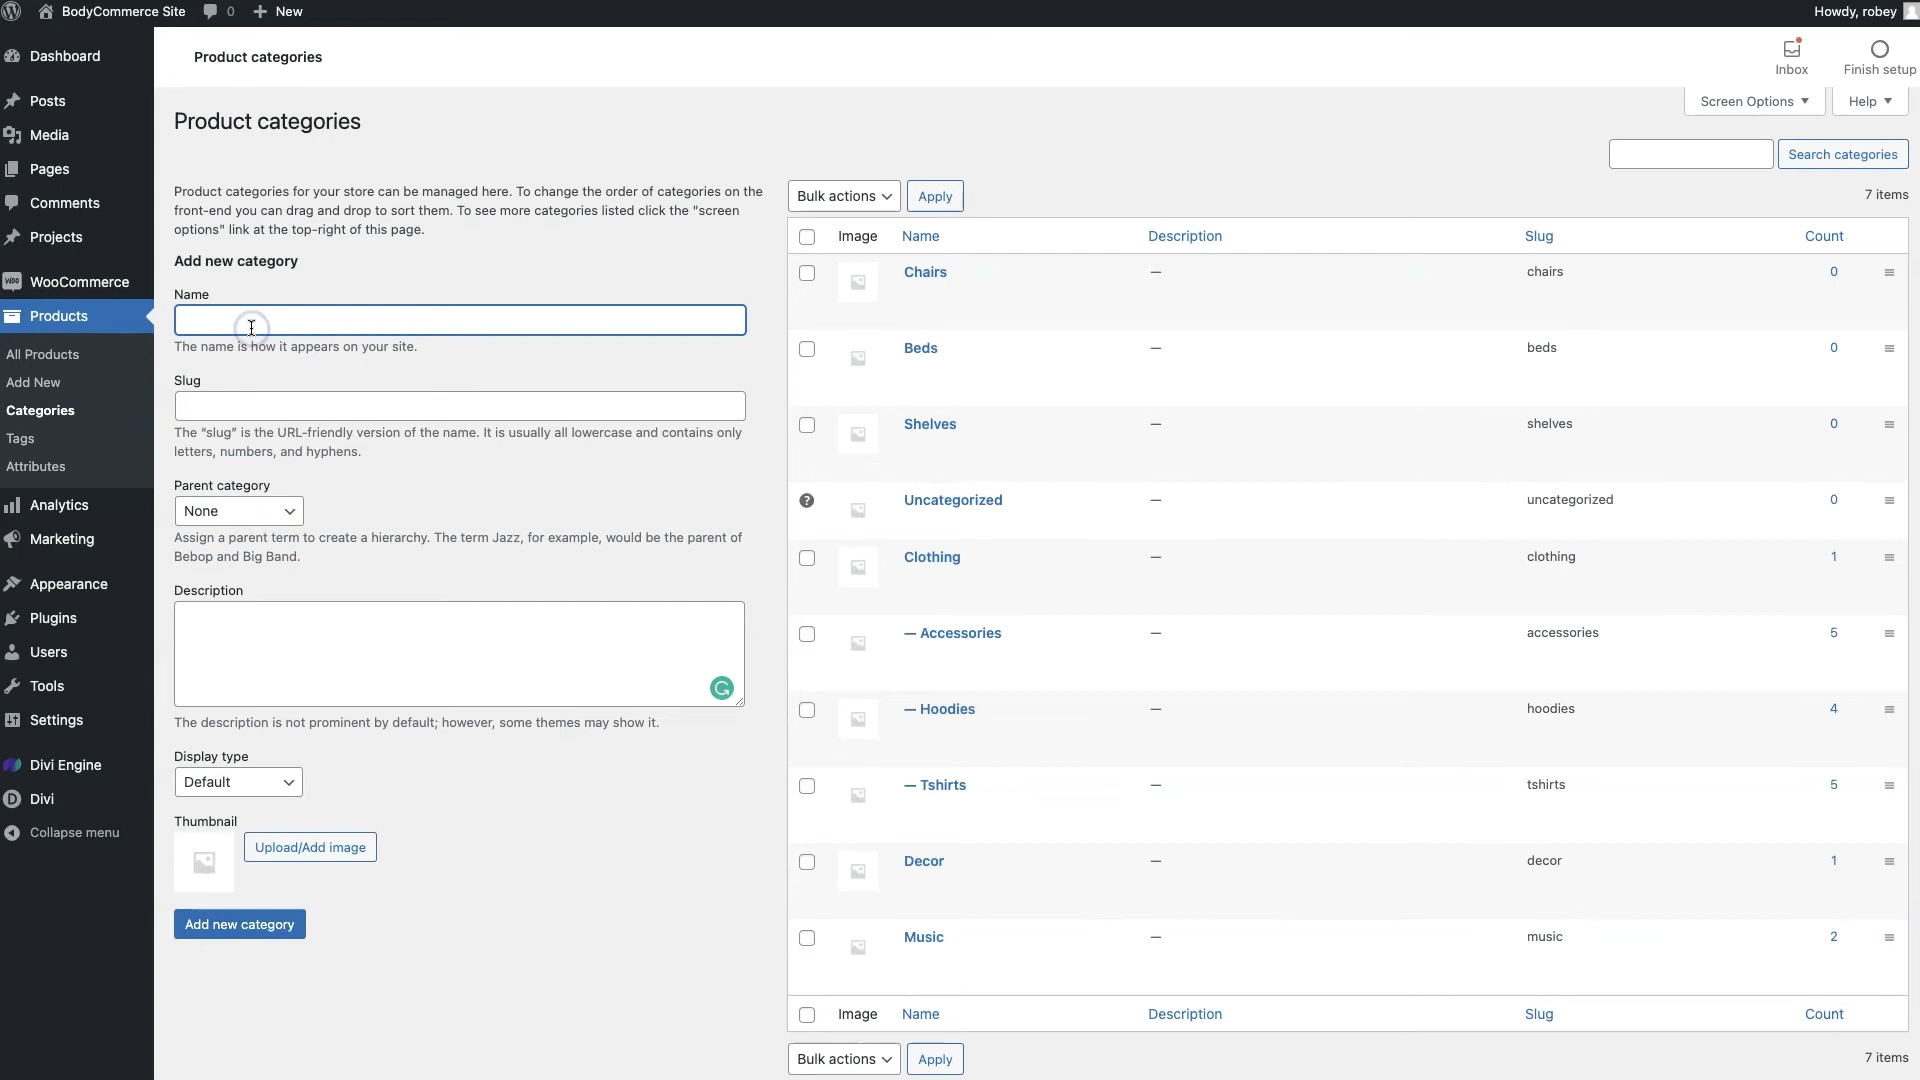 BodyCommerce Site
0
New
Howdy, robey
Dashboard
Posts
Media
Pages
Comments
Projects
WooCommerce
Products
All Products
Add New
Categories
Tags
Attributes
Analytics
Marketing
Appearance
Plugins
Users
Tools
Settings
Divi Engine
Divi
Collapse menu
Product categories
Inbox
Finish setup
Screen Options
Help
Product categories
Search categories
Product categories for your store can be managed here. To change the order of categories on the
front-end you can drag and drop to sort them. To see more categories listed click the "screen
options" link at the top-right of this page.
Add new category
Name
The name is how it appears on your site.
Slug
The “slug” is the URL-friendly version of the name. It is usually all lowercase and contains only
letters, numbers, and hyphens.
Parent category
None
Assign a parent term to create a hierarchy. The term Jazz, for example, would be the parent of
Bebop and Big Band.
Description
The description is not prominent by default; however, some themes may show it.
Display type
Default
Thumbnail
Upload/Add image
Add new category
Bulk actions Apply 7 items
Image Name Description Slug Count
Chairs — chairs 0
Beds — beds 0
Shelves — shelves 0
Uncategorized — uncategorized 0
Clothing — clothing 1
— Accessories — accessories 5
— Hoodies — hoodies 4
— Tshirts — tshirts 5
Decor — decor 1
Music — music 2
Image Name Description Slug Count
Bulk actions Apply 7 items